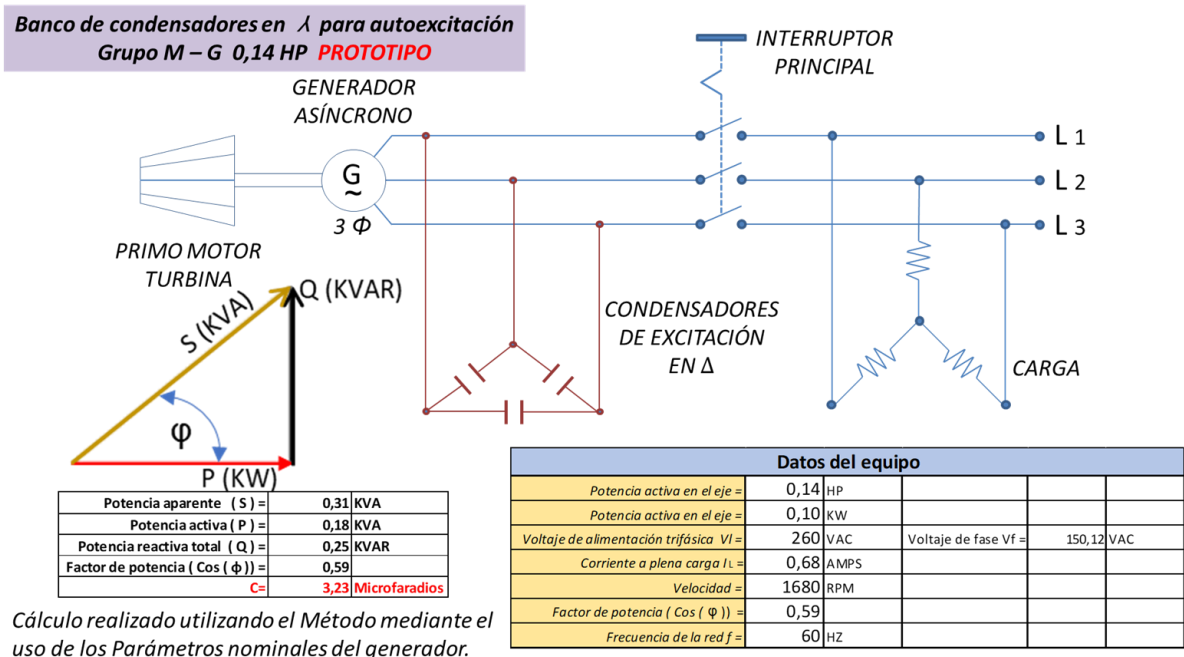 Banco de condensadores en ⅄ para autoexcitación
Grupo M – G 0,14 HP PROTOTIPO
GENERADOR
ASÍNCRONO
INTERRUPTOR
PRINCIPAL
G
~
3 Φ
L 1
L 2
L 3
PRIMO MOTOR
TURBINA
CONDENSADORES
DE EXCITACIÓN
EN Δ
CARGA
S (KVA)
Q (KVAR)
φ
P (KW)
Potencia aparente ( S ) = 0,31 KVA
Potencia activa ( P ) = 0,18 KVA
Potencia reactiva total ( Q ) = 0,25 KVAR
Factor de potencia ( Cos ( ϕ )) = 0,59
C= 3,23 Microfaradios
Cálculo realizado utilizando el Método mediante el
uso de los Parámetros nominales del generador.
Datos del equipo
Potencia activa en el eje = 0,14 HP
Potencia activa en el eje = 0,10 KW
Voltaje de alimentación trifásica Vl = 260 VAC Voltaje de fase Vf = 150,12 VAC
Corriente a plena carga IL = 0,68 AMPS
Velocidad = 1680 RPM
Factor de potencia ( Cos ( φ )) = 0,59
Frecuencia de la red f = 60 HZ